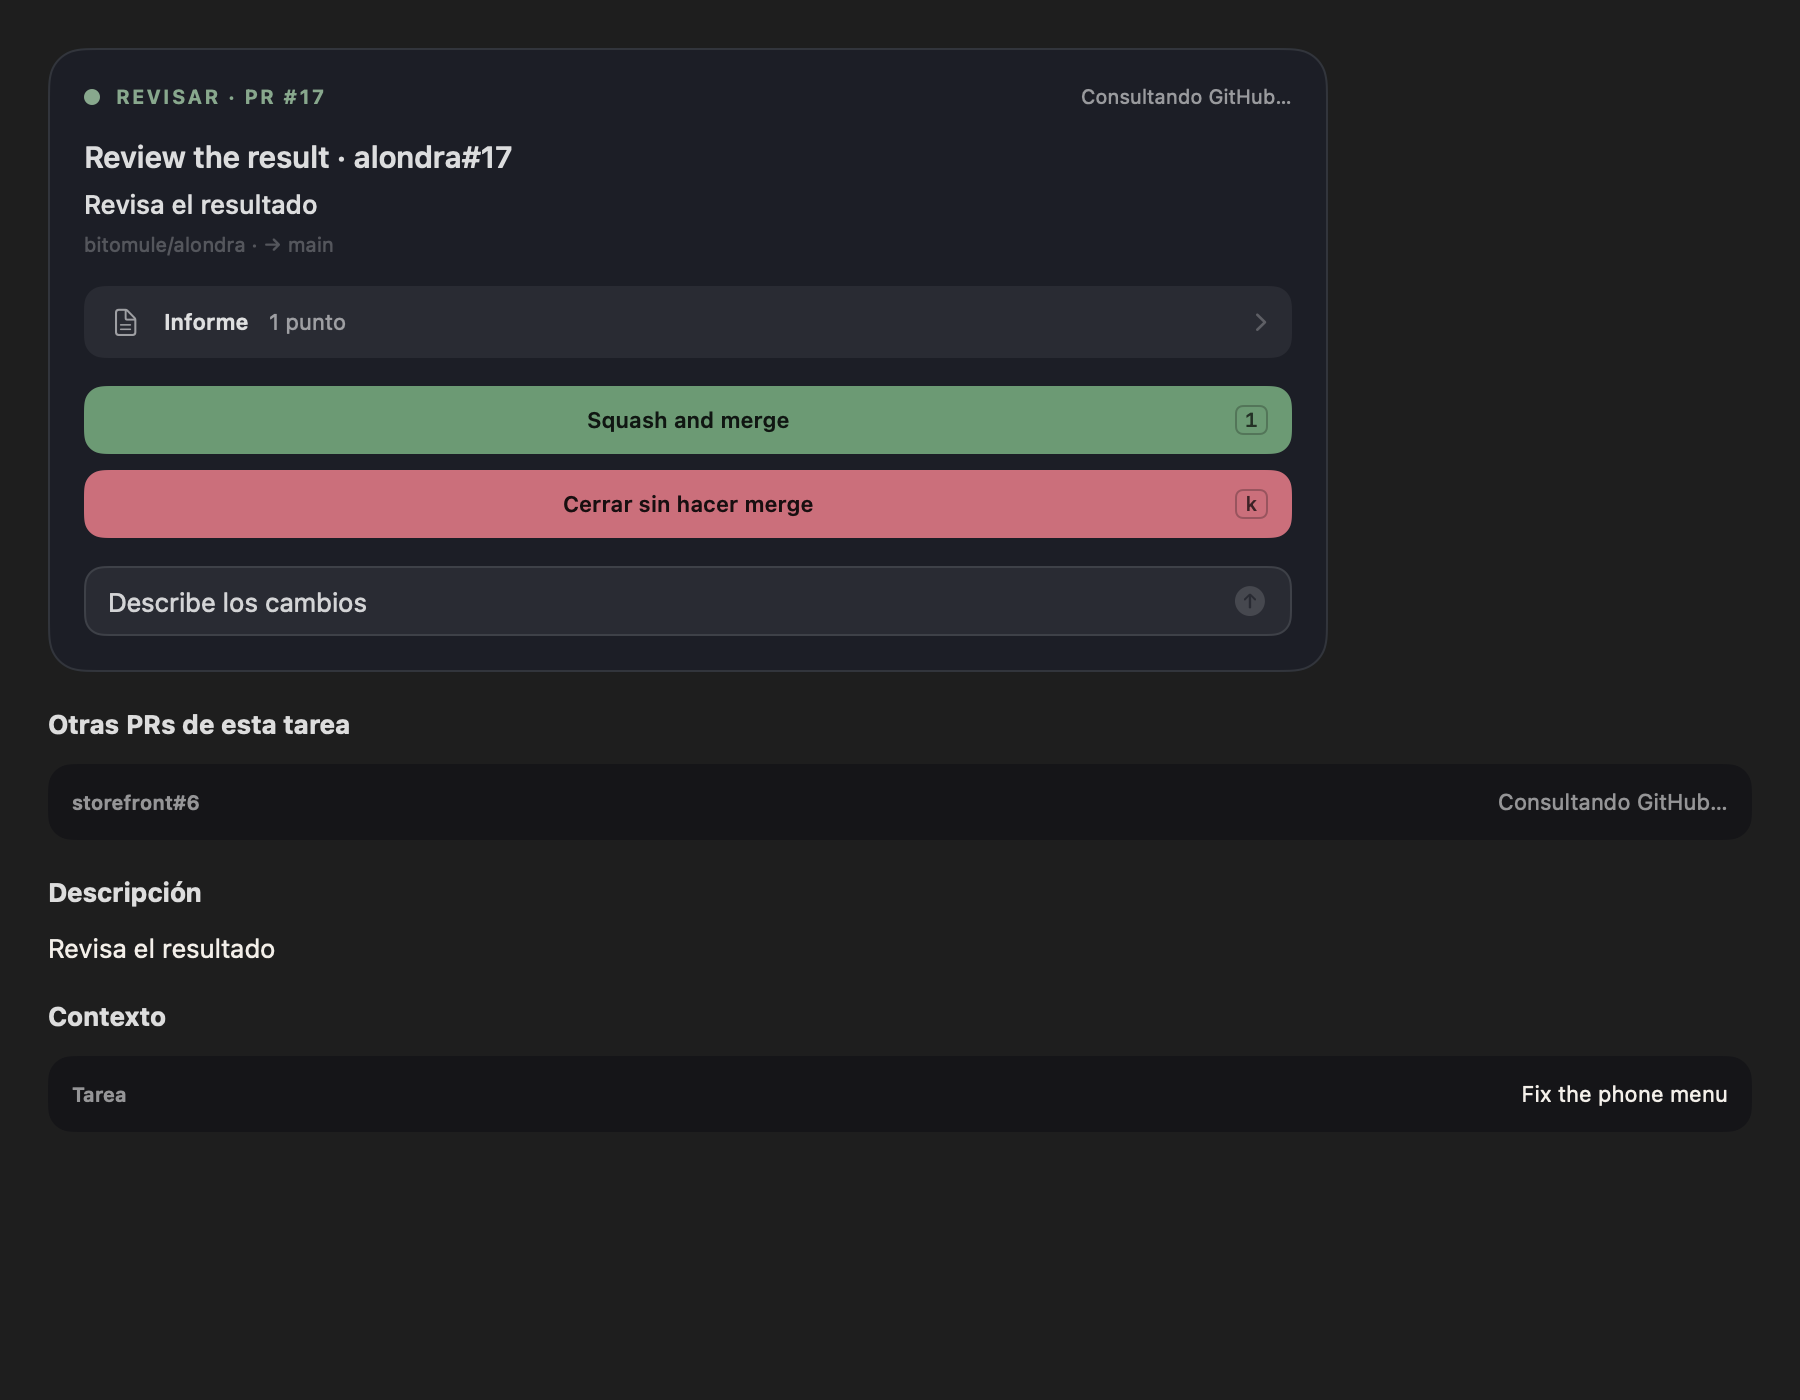 REVISAR · PR #17
Consultando GitHub...
Review the result · alondra#17
Revisa el resultado
bitomule/alondra · → main
Informe 1 punto
Squash and merge 1
Cerrar sin hacer merge k
Describe los cambios
Otras PRs de esta tarea
storefront#6 Consultando GitHub...
Descripción
Revisa el resultado
Contexto
Tarea Fix the phone menu